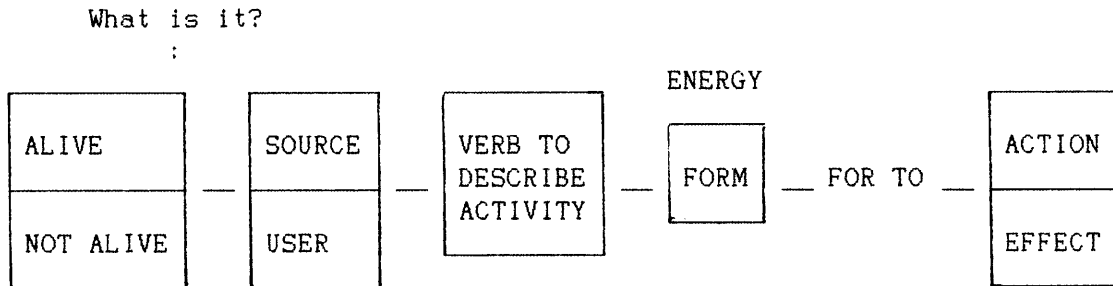 What is it?
:
ENERGY
ALIVE
NOT ALIVE
SOURCE
USER
VERB TO
DESCRIBE
ACTIVITY
FORM
FOR TO
ACTION
EFFECT